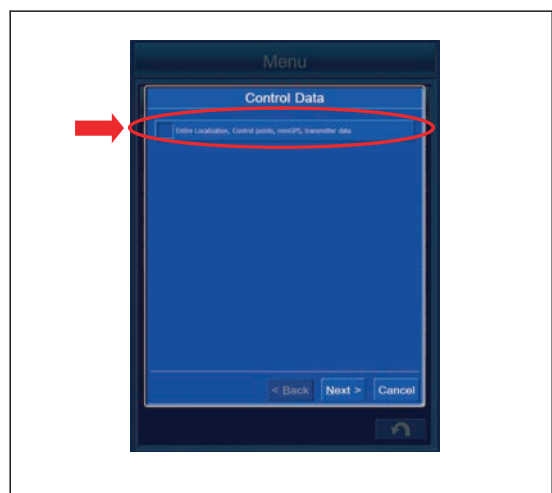 Menu
Control Data
Entire Localization, Control points, mmGPS, transmitter data
< Back Next > Cancel